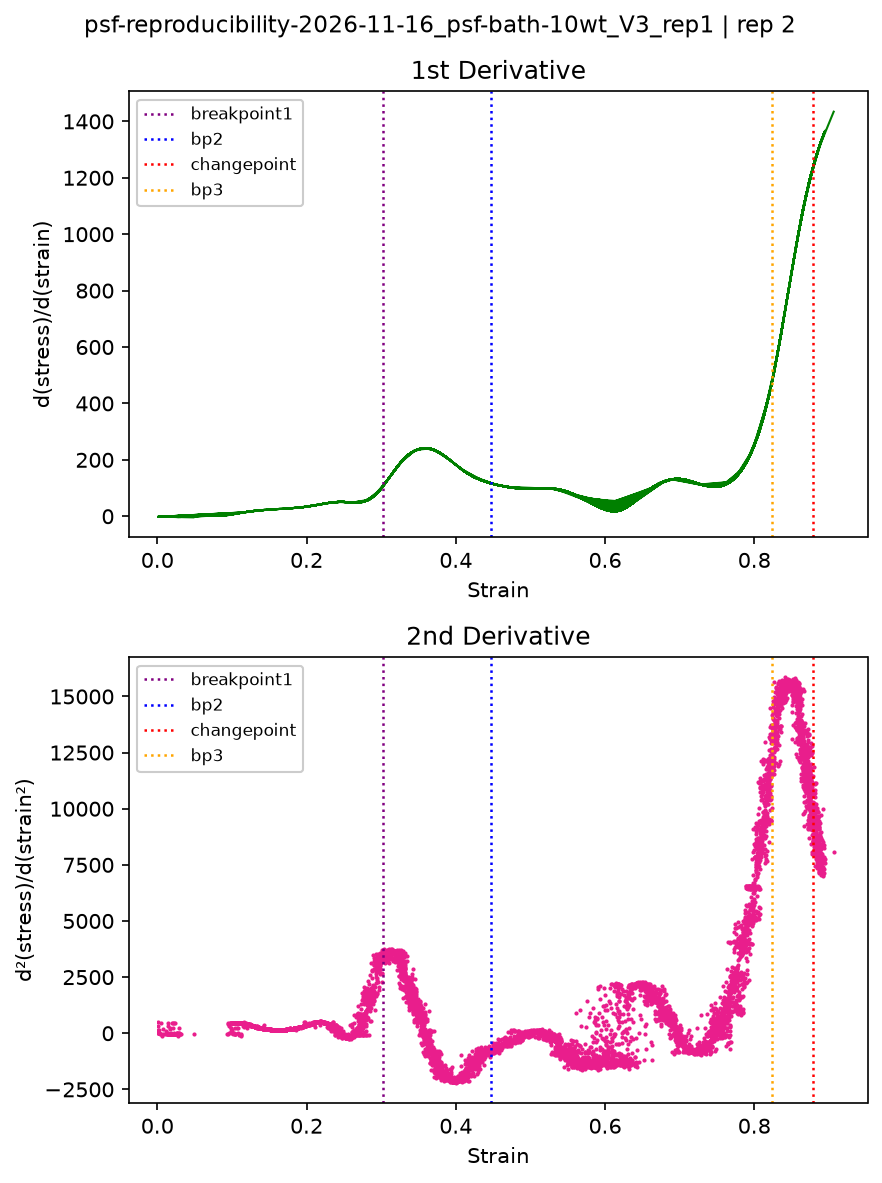 psf-reproducibility-2026-11-16_psf-bath-10wt_V3_rep1 | rep 2
1st Derivative
breakpoint1
bp2
changepoint
bp3
1400
1200
1000
800
600
400
200
0
d(stress)/d(strain)
0.0 0.2 0.4 0.6 0.8
Strain
2nd Derivative
breakpoint1
bp2
changepoint
bp3
15000
12500
10000
7500
5000
2500
0
−2500
d²(stress)/d(strain²)
0.0 0.2 0.4 0.6 0.8
Strain